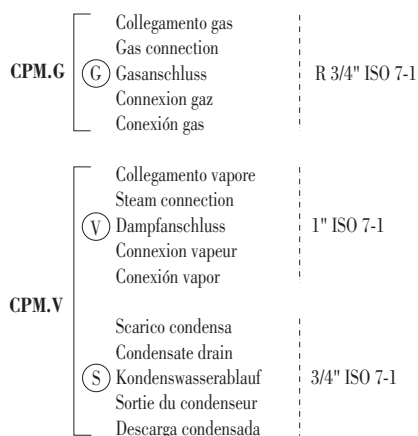 Collegamento gas
Gas connection
CPM.G G Gasanschluss R 3/4" ISO 7-1
Connexion gaz
Conexión gas
Collegamento vapore
Steam connection
V Dampfanschluss 1" ISO 7-1
Connexion vapeur
Conexión vapor
CPM.V
Scarico condensa
Condensate drain
S Kondenswasserablauf 3/4" ISO 7-1
Sortie du condenseur
Descarga condensada